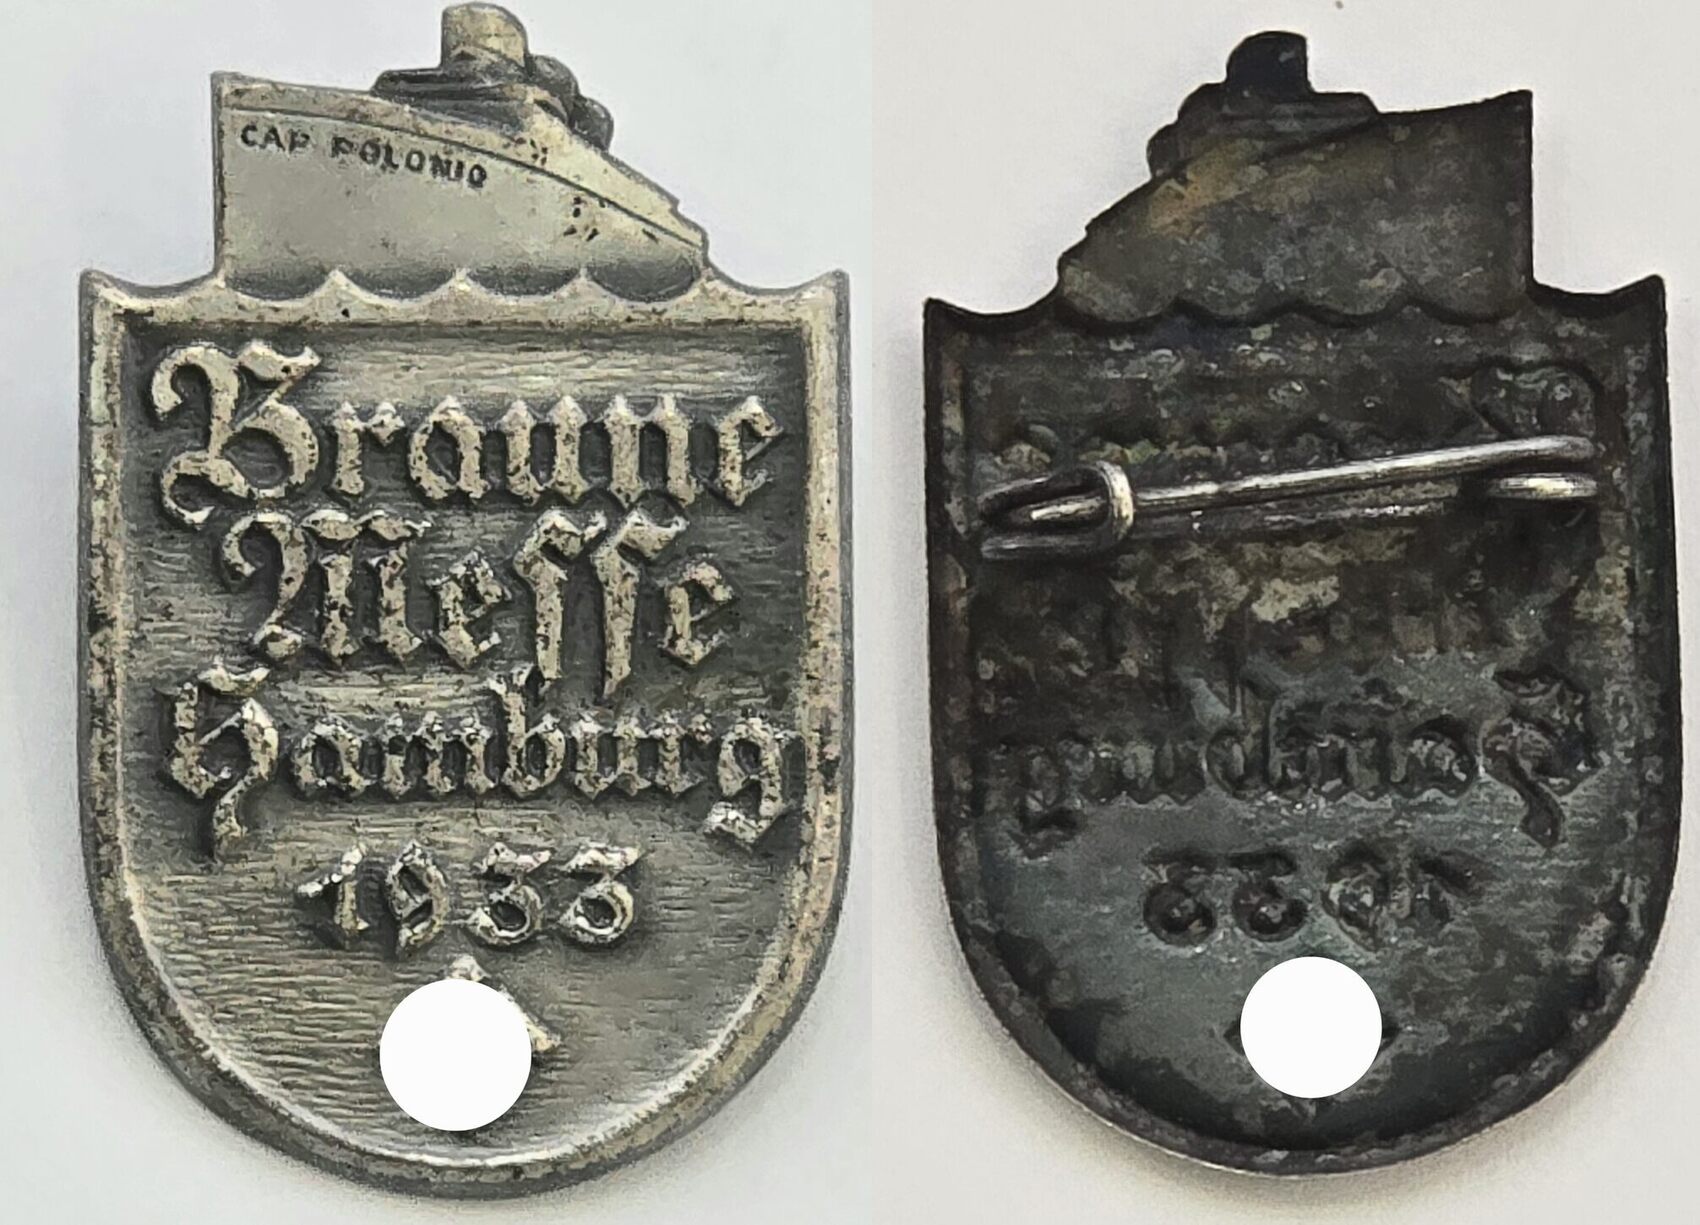 CAP POLONIO
Braune
Messe
Hamburg
1933